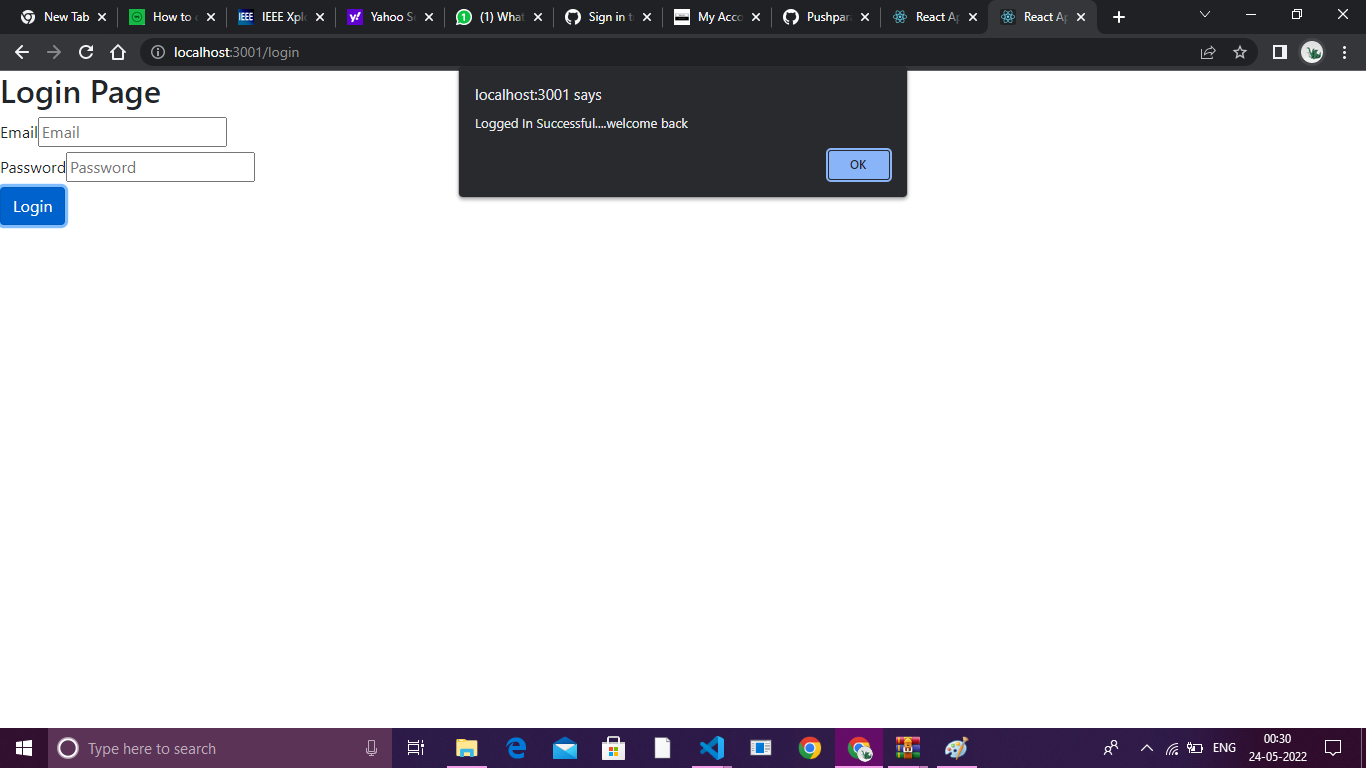 New Tab
How to
IEEE
IEEE Xpl
y!
Yahoo S
1
(1) What
Sign in t
My Acco
Pushpar
React Ap
React Ap
localhost:3001/login
localhost:3001 says
Logged In Successful....welcome back
OK
Login Page
Email Email
Password Password
Login
Type here to search
ENG
00:30
24-05-2022